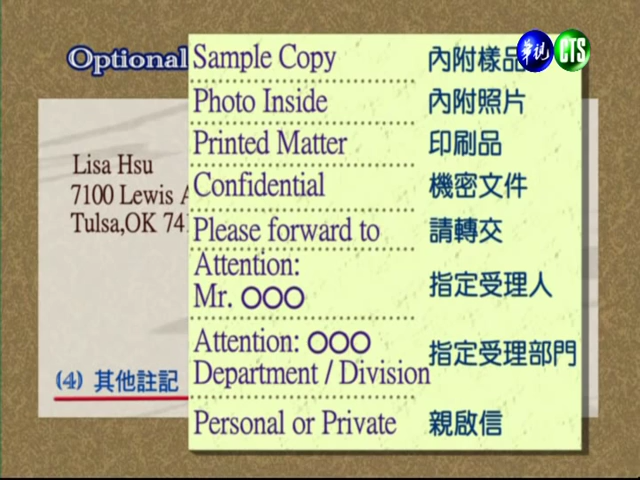 Optional
華視 CTS
Sample Copy 內附樣品
Photo Inside 內附照片
Printed Matter 印刷品
Confidential 機密文件
Please forward to 請轉交
Attention:
Mr. ○○○ 指定受理人
Attention: ○○○
Department / Division 指定受理部門
Personal or Private 親啟信
Lisa Hsu
7100 Lewis
Tulsa,OK
(4) 其他註記